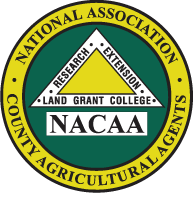 · NATIONAL ASSOCIATION ·
RESEARCH
EXTENSION
· LAND GRANT COLLEGE ·
NACAA
COUNTY AGRICULTURAL AGENTS